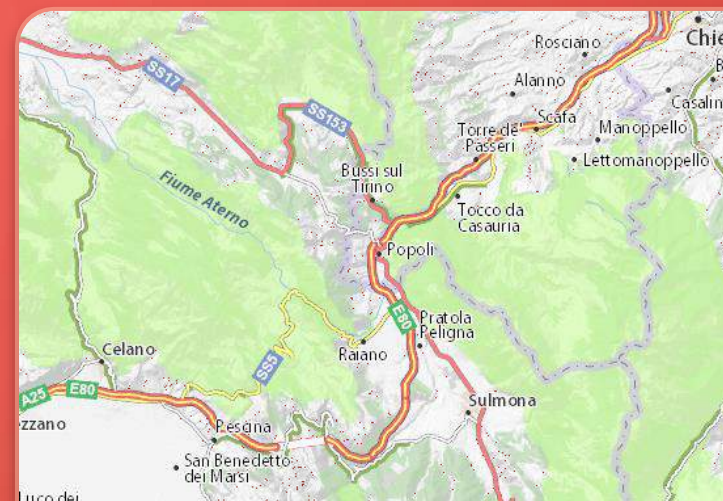 Chie
Rosciano
SS17
Alanno
B
SS153
Casalin
Scafa
Torre de'
Passeri
Manoppello
Lettomanoppello
Bussi sul
Tirino
Fiume Aterno
Tocco da
Casauria
Popoli
E80
Pratola
Peligna
Raiano
Celano
SS5
A25
E80
Sulmona
zzano
Pescina
San Benedetto
dei Marsi
Luco dei